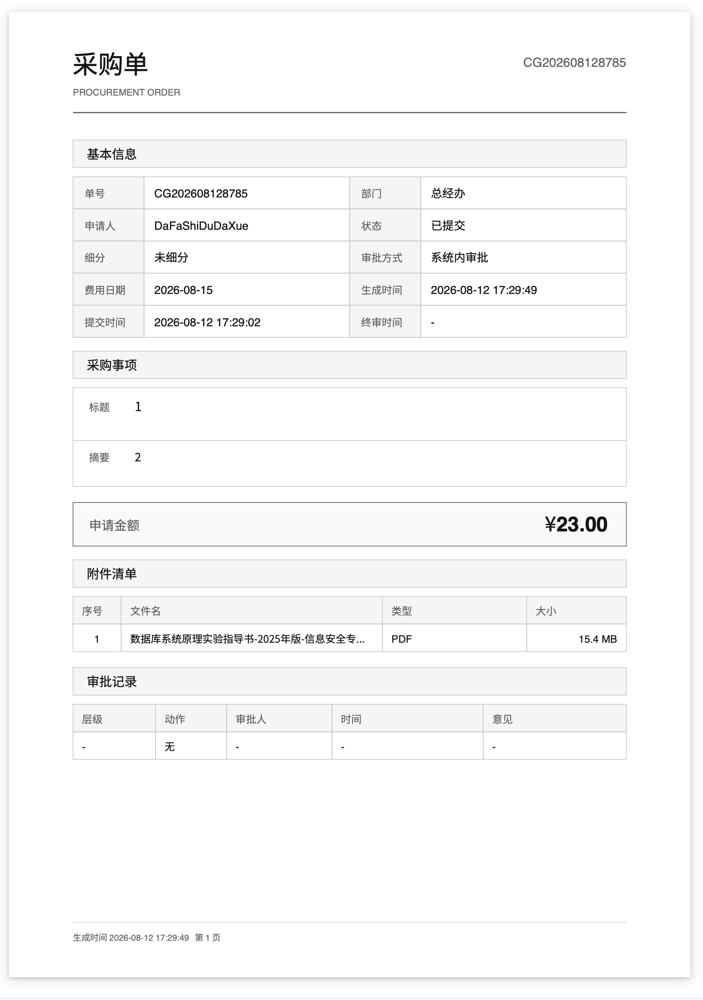 采购单
CG202608128785
PROCUREMENT ORDER
基本信息
单号 CG202608128785 部门 总经办
申请人 DaFaShiDuDaXue 状态 已提交
细分 未细分 审批方式 系统内审批
费用日期 2026-08-15 生成时间 2026-08-12 17:29:49
提交时间 2026-08-12 17:29:02 终审时间 -
采购事项
标题 1
摘要 2
申请金额 ¥23.00
附件清单
序号 文件名 类型 大小
1 数据库系统原理实验指导书-2025年版-信息安全专... PDF 15.4 MB
审批记录
层级 动作 审批人 时间 意见
- 无 - - -
生成时间 2026-08-12 17:29:49 第 1 页